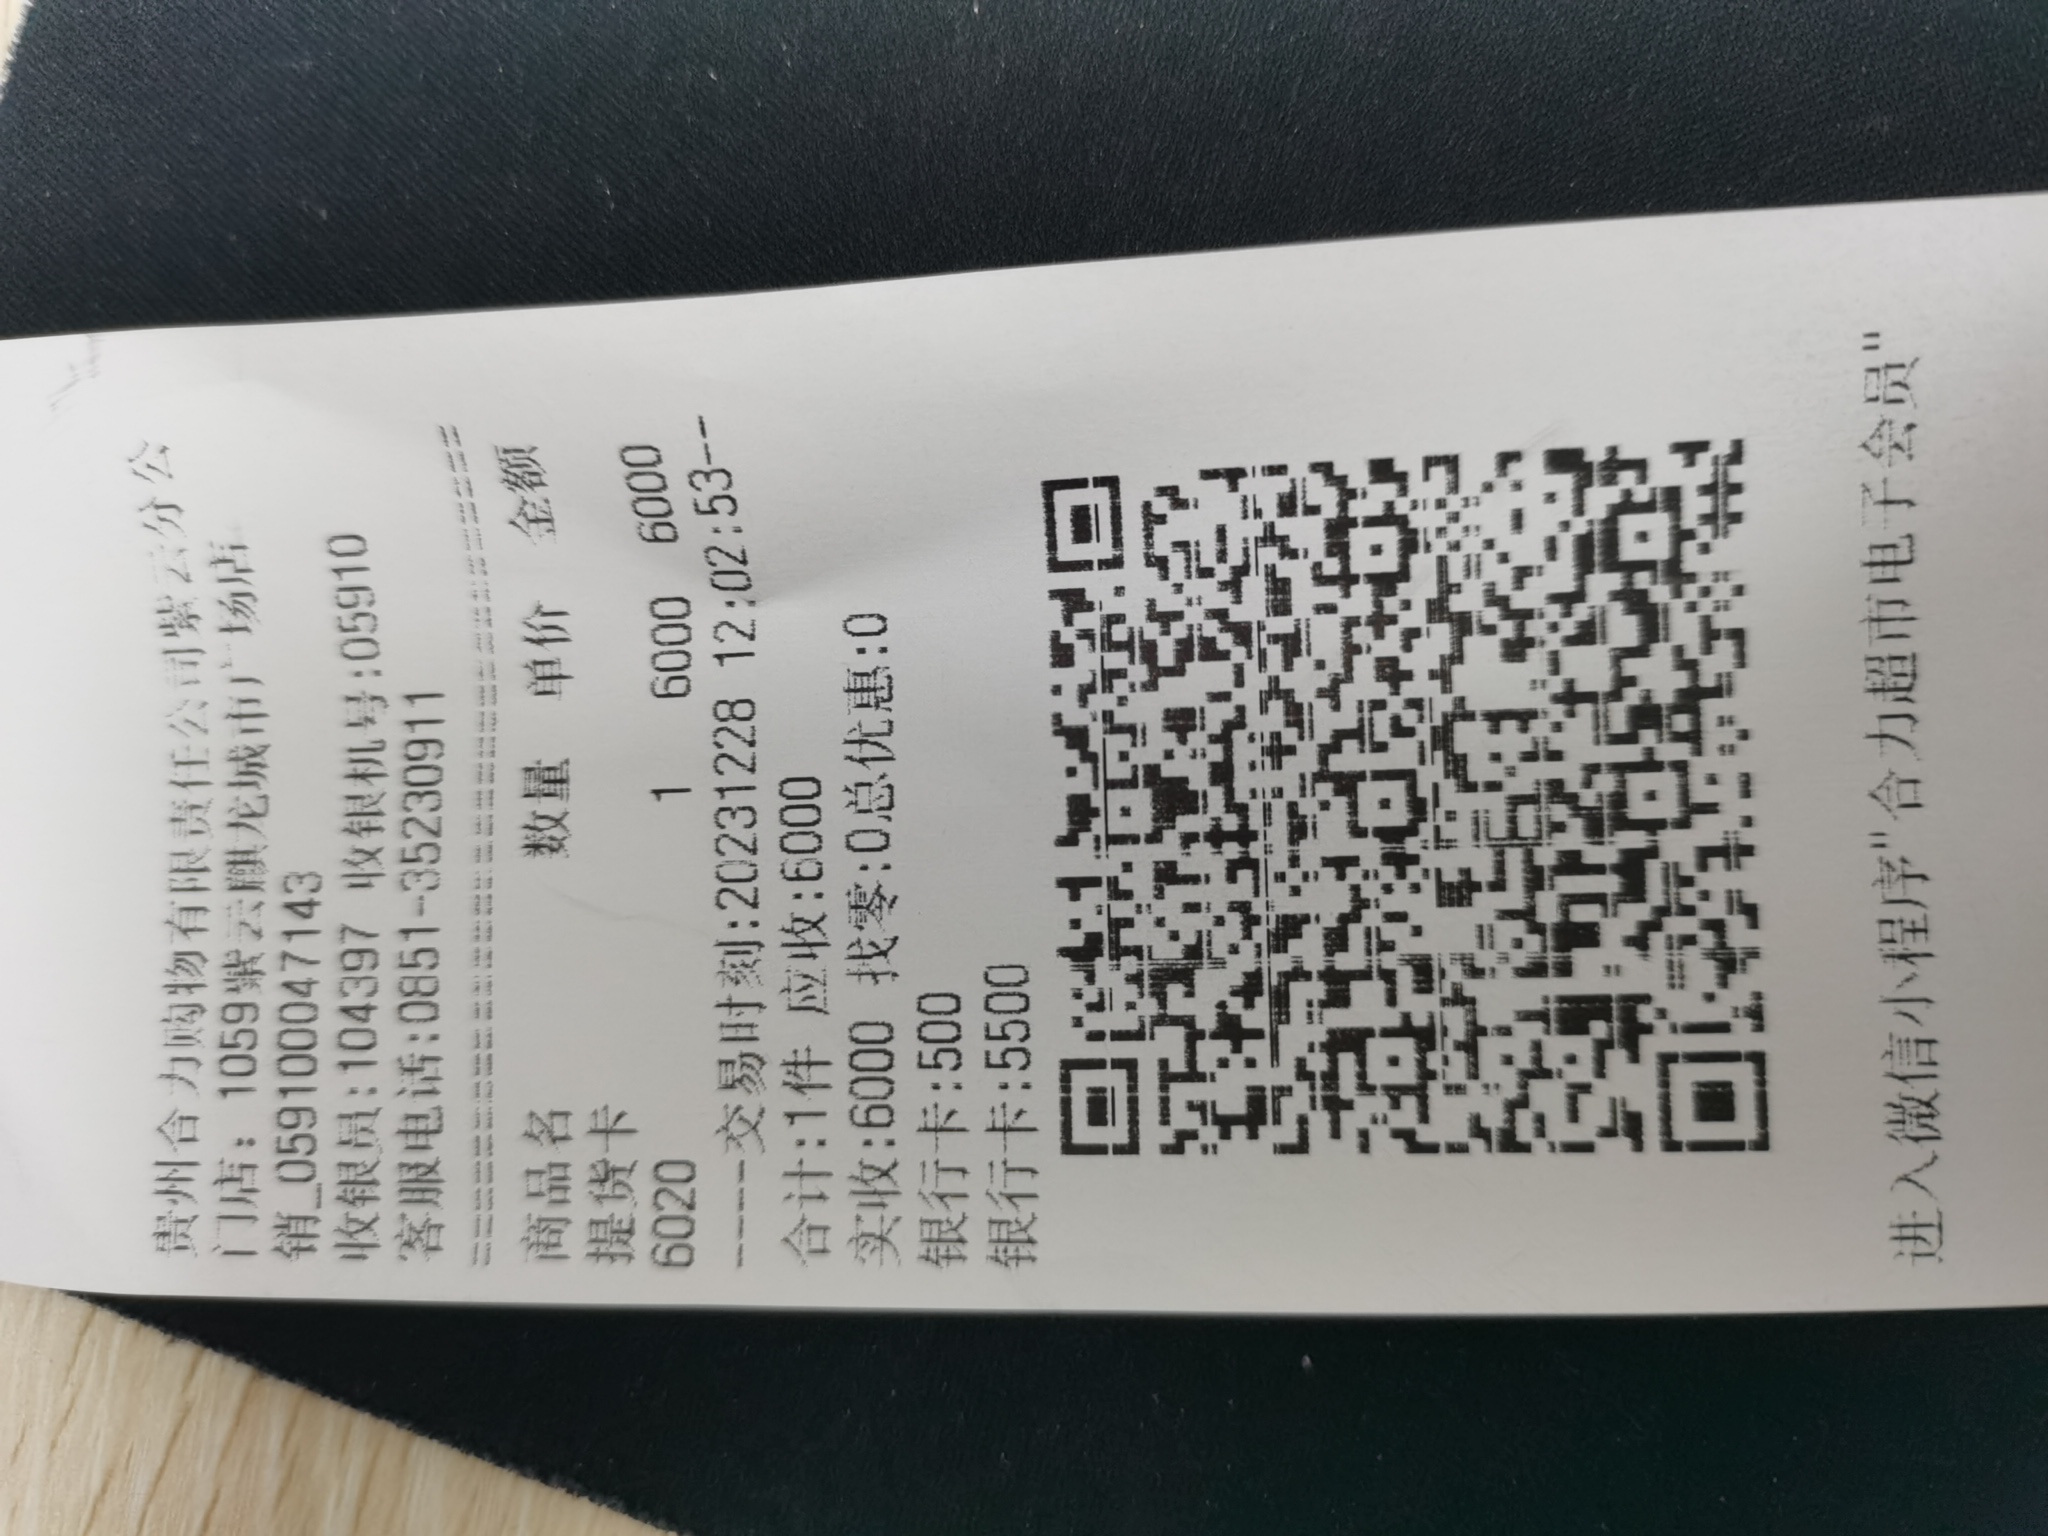 贵州合力购物有限责任公司紫云分公
门店: 1059紫云麒龙城市广场店
销_059100047143
收银员:104397 收银机号:05910
客服电话:0851-35230911
================================
商品名 数量 单价 金额
提货卡
6020 1 6000 6000
----交易时刻:20231228 12:02:53---
合计:1件 应收:6000
实收:6000 找零:0总优惠:0
银行卡:500
银行卡:5500
进入微信小程序"合力超市电子会员"